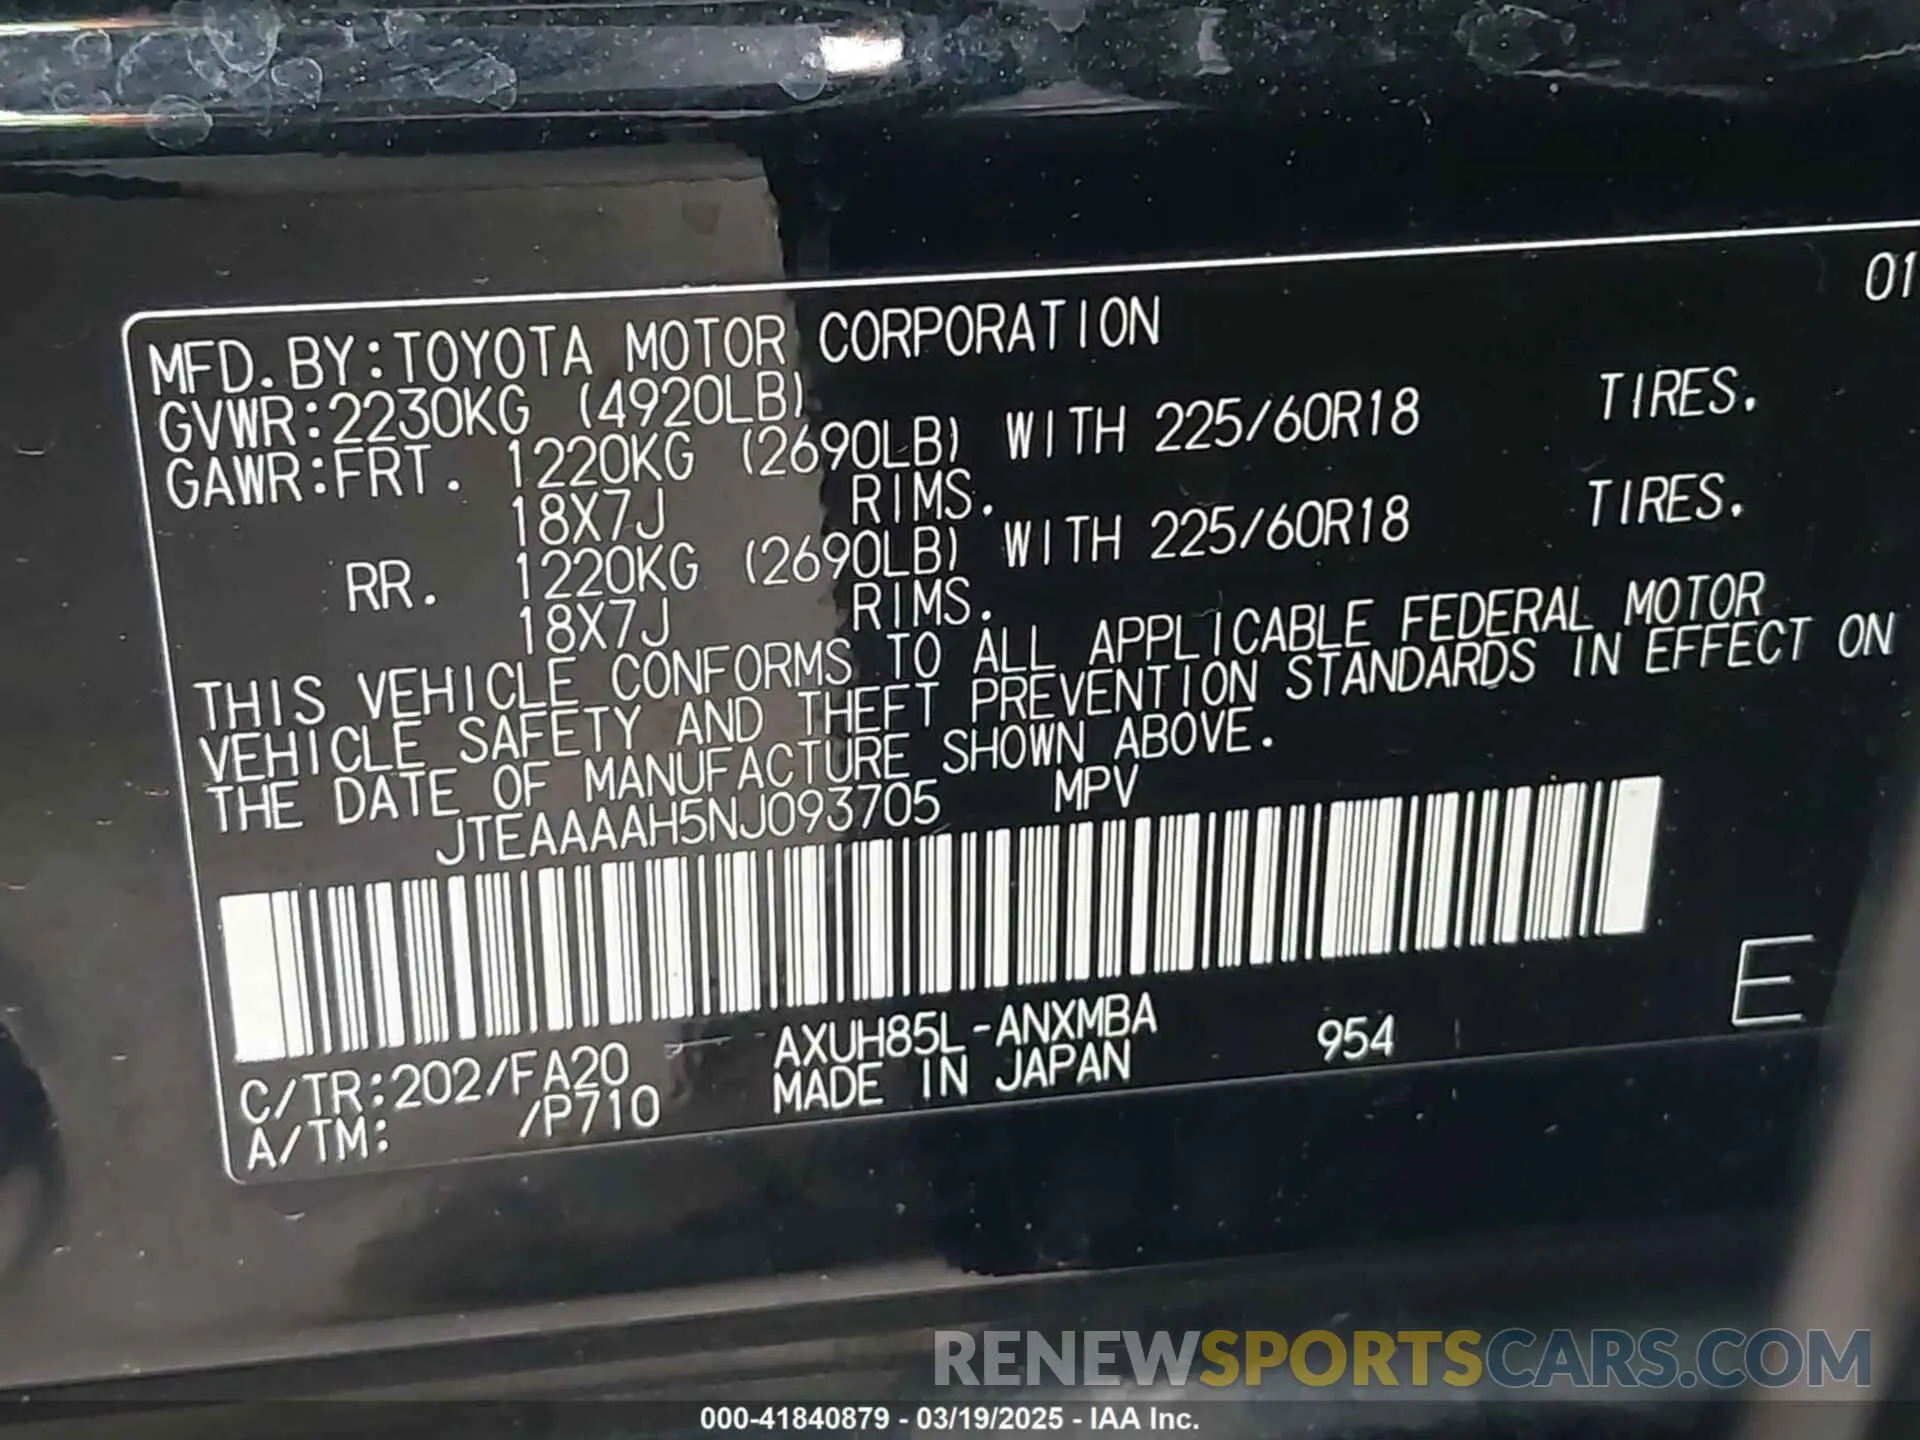 01
MFD.BY:TOYOTA MOTOR CORPORATION
GVWR:2230KG (4920LB)
GAWR:FRT. 1220KG (2690LB) WITH 225/60R18 TIRES.
18X7J RIMS.
RR. 1220KG (2690LB) WITH 225/60R18 TIRES.
18X7J RIMS.
THIS VEHICLE CONFORMS TO ALL APPLICABLE FEDERAL MOTOR
VEHICLE SAFETY AND THEFT PREVENTION STANDARDS IN EFFECT ON
THE DATE OF MANUFACTURE SHOWN ABOVE.
JTEAAAAH5NJ093705 MPV
E
C/TR:202/FA20 AXUH85L-ANXMBA 954
A/TM: /P710 MADE IN JAPAN
RENEWSPORTSCARS.COM
000-41840879 - 03/19/2025 - IAA Inc.